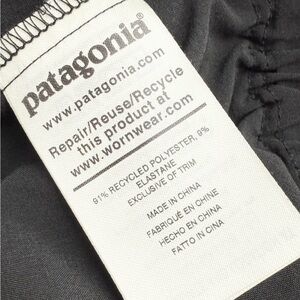 patagonia®
www.patagonia.com
Repair/Reuse/Recycle
this product at
www.wornwear.com
91% RECYCLED POLYESTER, 9%
ELASTANE
EXCLUSIVE OF TRIM
MADE IN CHINA
FABRIQUÉ EN CHINE
HECHO EN CHINA
FATTO IN CINA